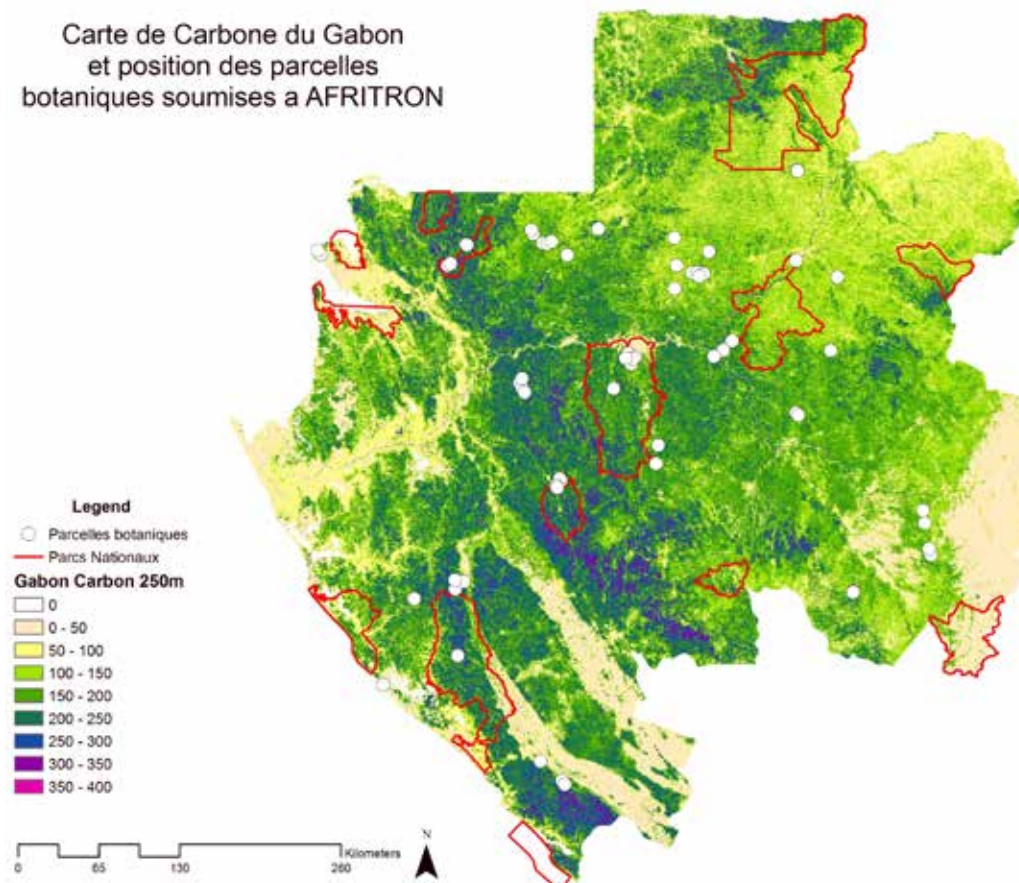 Carte de Carbone du Gabon
et position des parcelles
botaniques soumises a AFRITRON
Legend
Parcelles botaniques
Parcs Nationaux
Gabon Carbon 250m
0
0 - 50
50 - 100
100 - 150
150 - 200
200 - 250
250 - 300
300 - 350
350 - 400
N
Kilometers
0 65 130 260